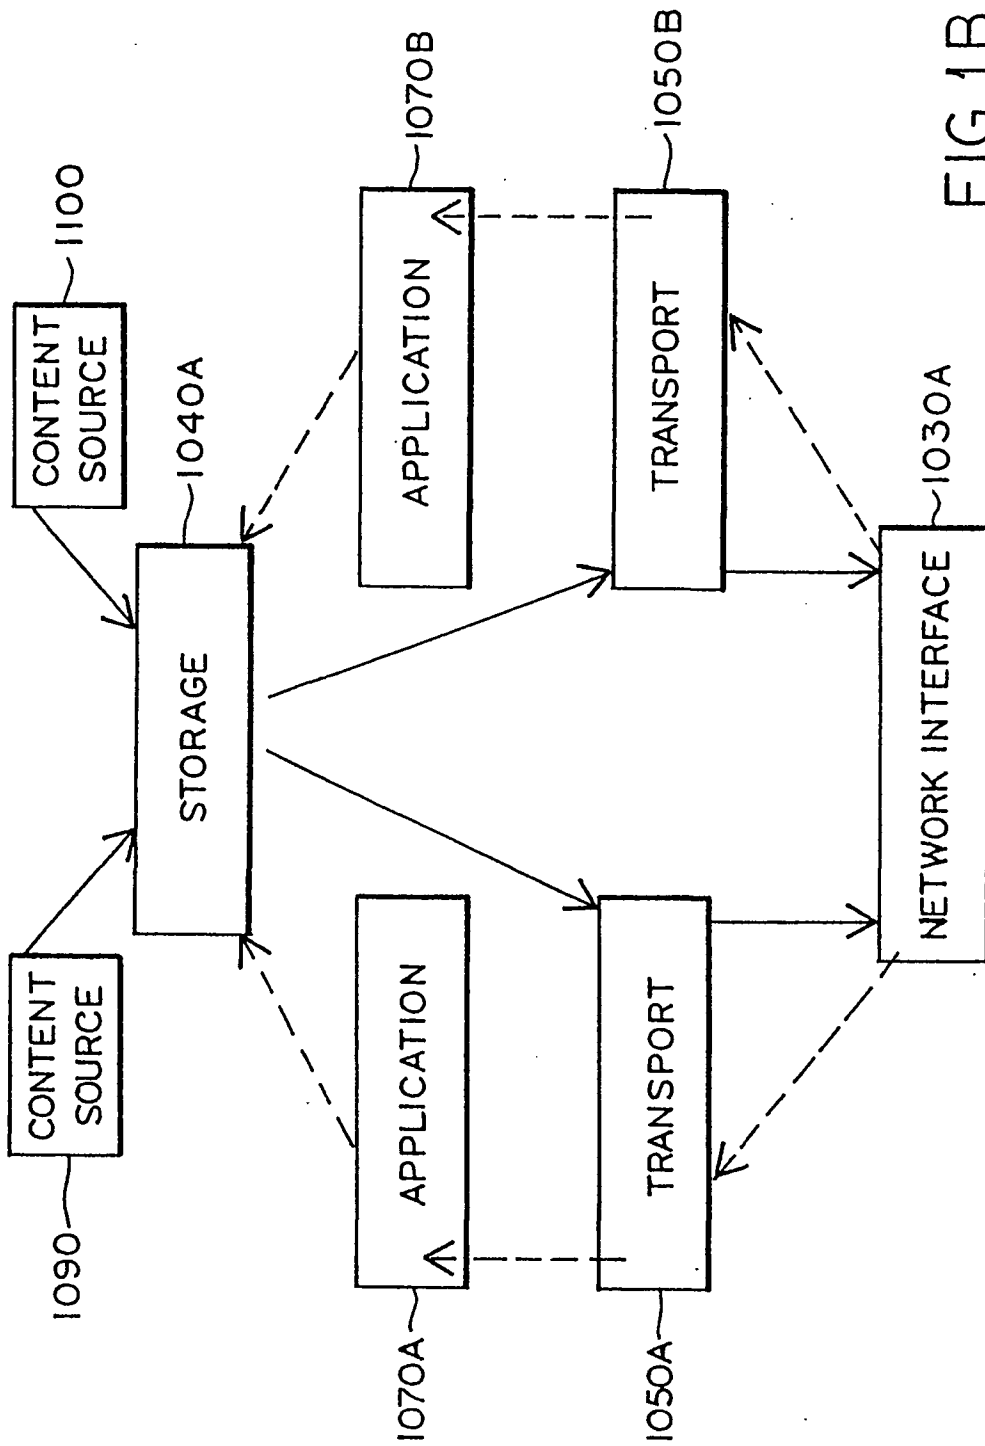 1090
CONTENT
SOURCE
CONTENT
SOURCE
1100
STORAGE
1040A
1070A
APPLICATION
APPLICATION
1070B
1050A
TRANSPORT
TRANSPORT
1050B
NETWORK INTERFACE
1030A
FIG. 1B